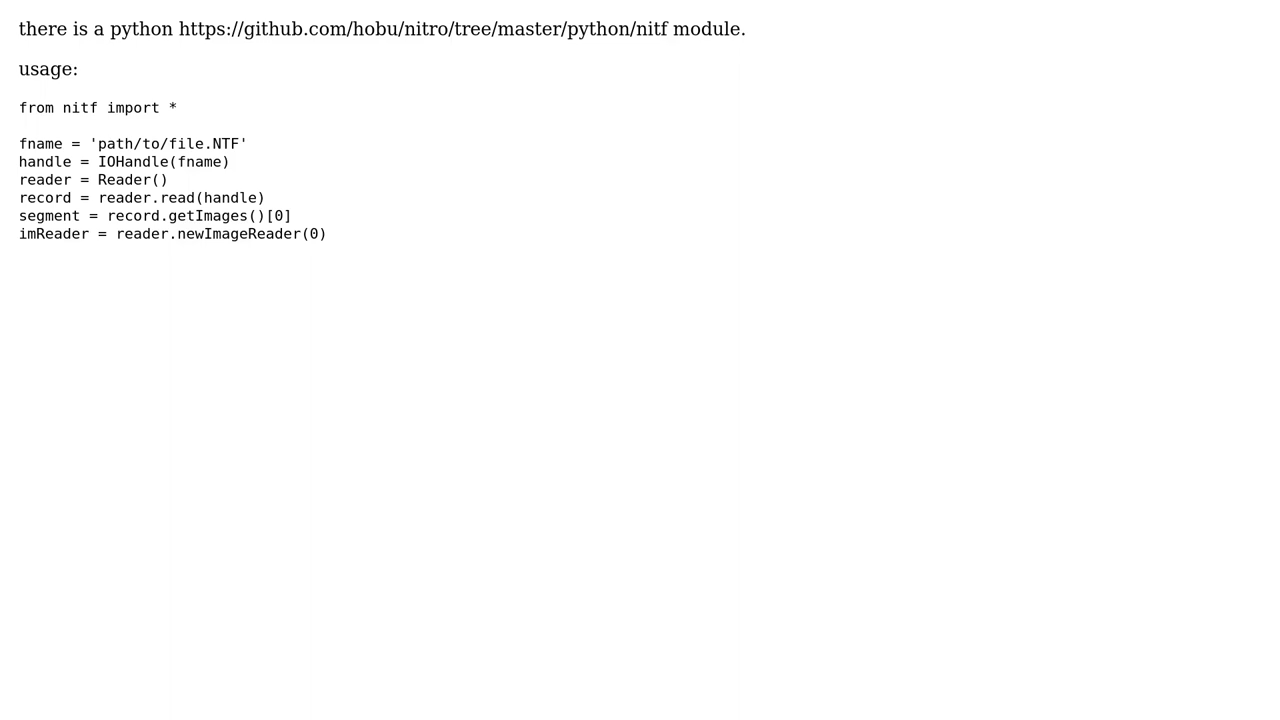 there is a python https://github.com/hobu/nitro/tree/master/python/nitf module.
usage:
from nitf import *
fname = 'path/to/file.NTF'
handle = IOHandle(fname)
reader = Reader()
record = reader.read(handle)
segment = record.getImages()[0]
imReader = reader.newImageReader(0)